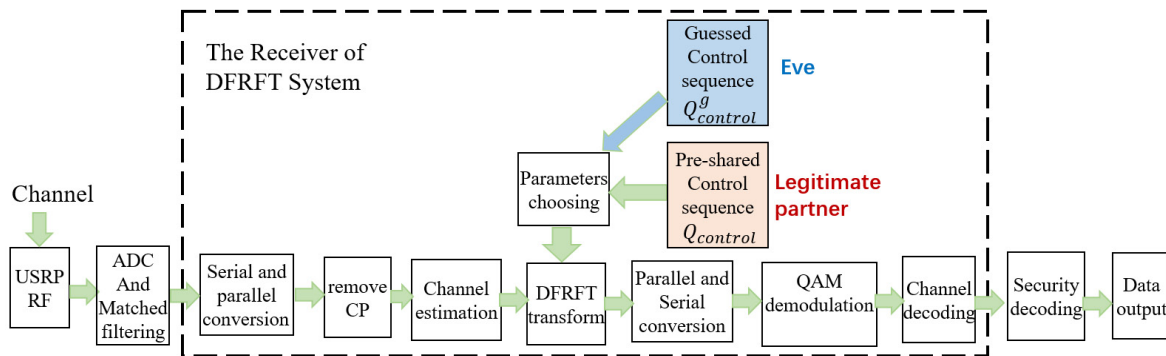 The Receiver of
DFRFT System
Guessed
Control
sequence
Q^g_control
Eve
Parameters
choosing
Pre-shared
Control
sequence
Q_control
Legitimate
partner
Channel
USRP
RF
ADC
And
Matched
filtering
Serial and
parallel
conversion
remove
CP
Channel
estimation
DFRFT
transform
Parallel and
Serial
conversion
QAM
demodulation
Channel
decoding
Security
decoding
Data
output